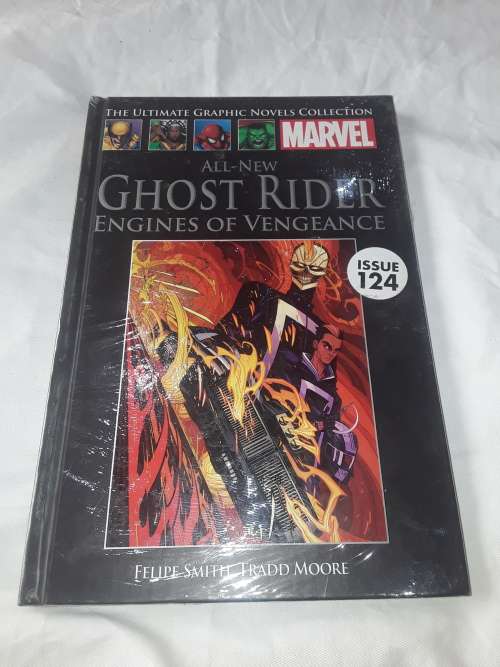 THE ULTIMATE GRAPHIC NOVELS COLLECTION
MARVEL
ALL-NEW
GHOST RIDER
ENGINES OF VENGEANCE
ISSUE
124
FELIPE SMITH, TRADD MOORE